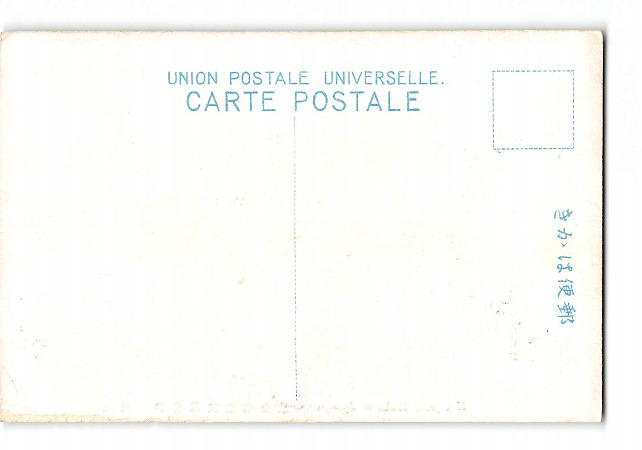 UNION POSTALE UNIVERSELLE.
CARTE POSTALE
きかは便郵